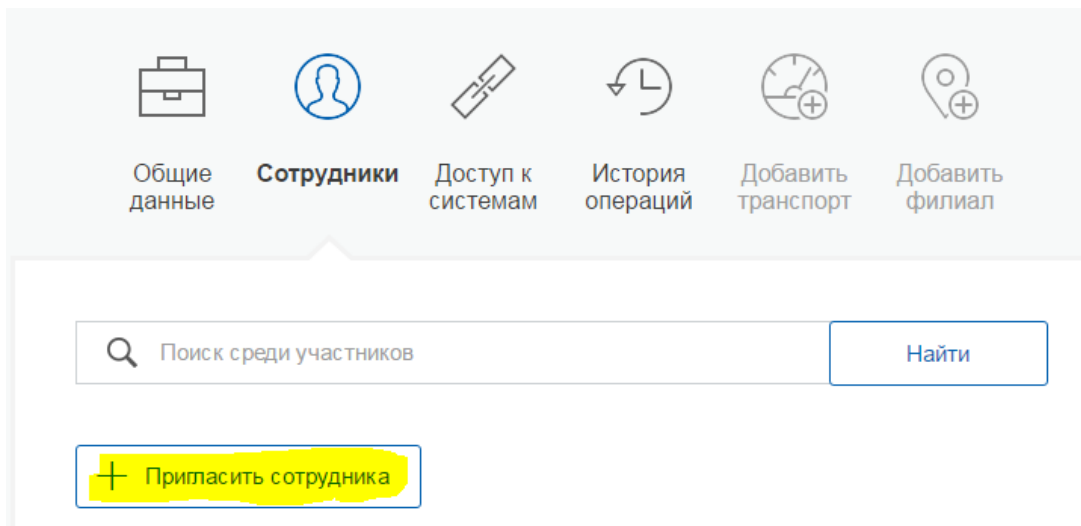 Общие данные
Сотрудники
Доступ к системам
История операций
Добавить транспорт
Добавить филиал
Поиск среди участников
Найти
Пригласить сотрудника